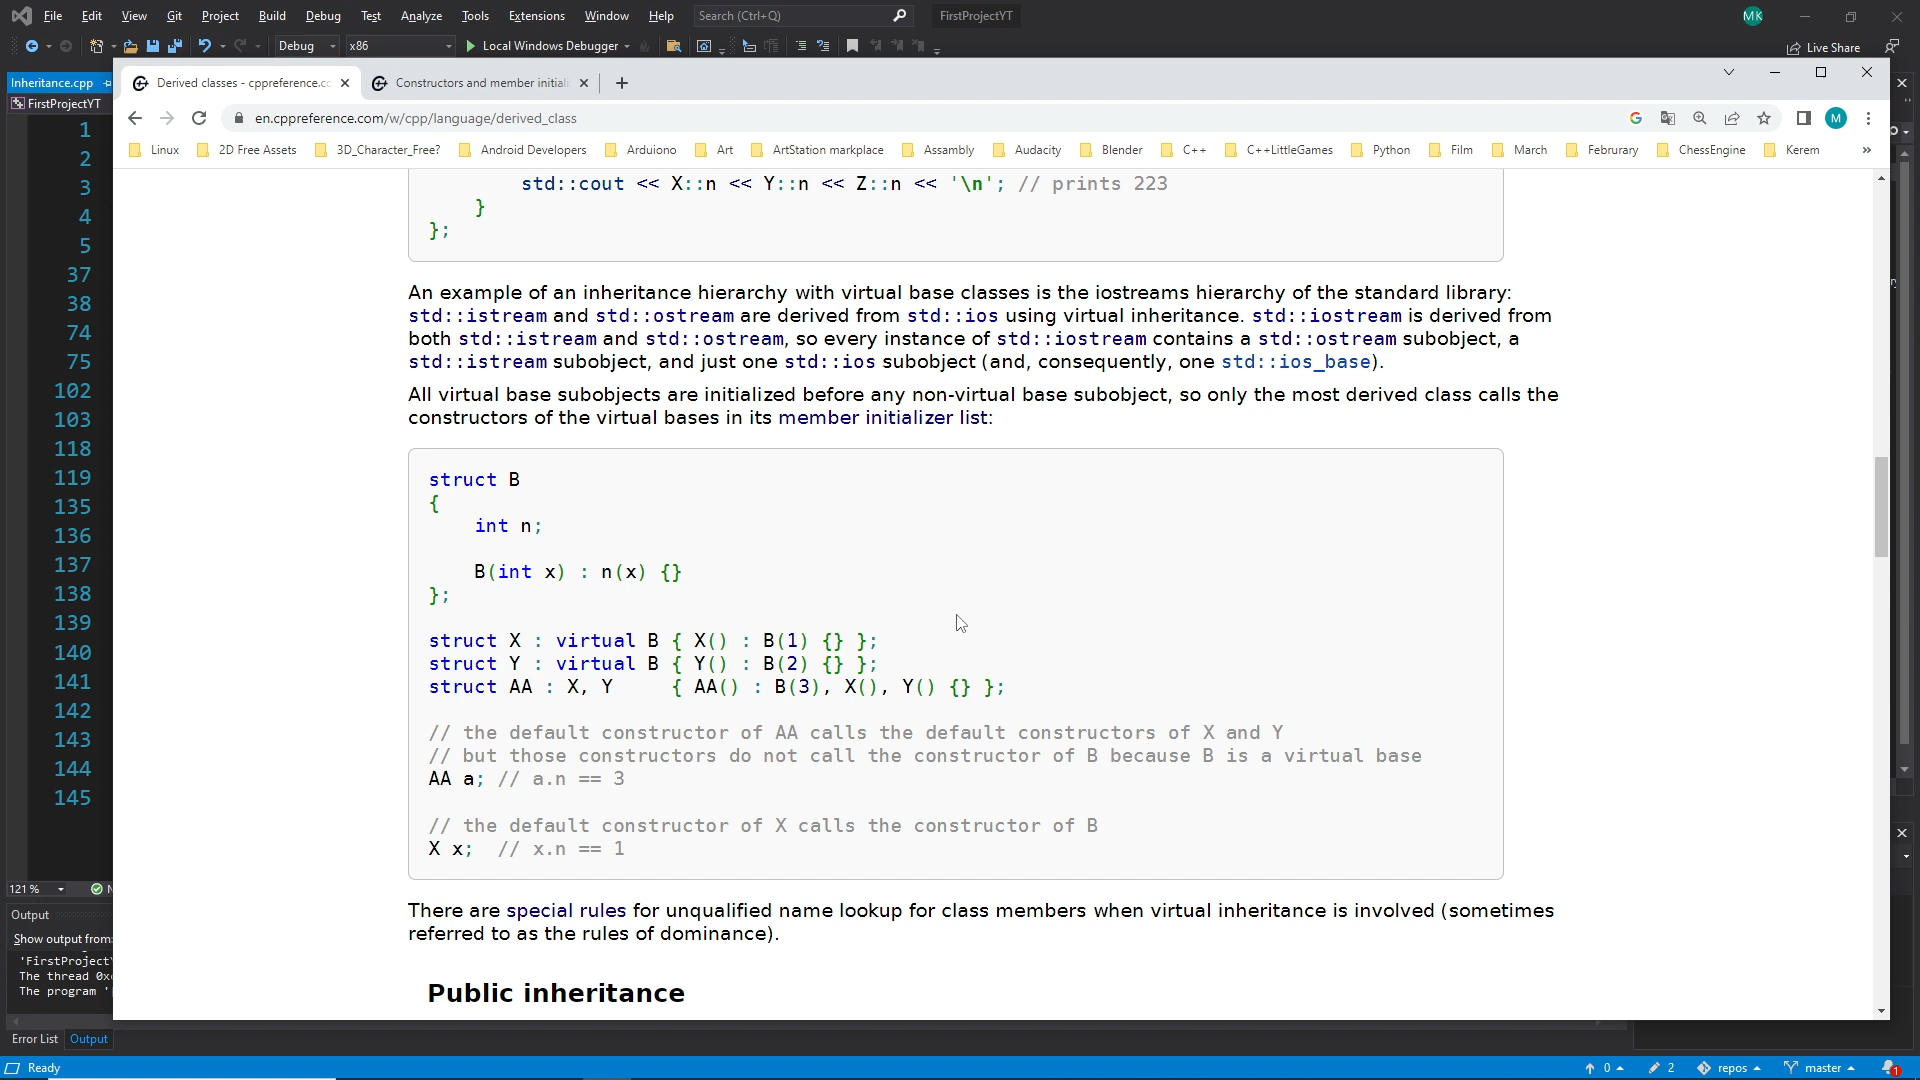 File Edit View Git Project Build Debug Test Analyze Tools Extensions Window Help Search (Ctrl+Q) FirstProjectYT MK
Debug x86 Local Windows Debugger Live Share
Inheritance.cpp
FirstProjectYT
Derived classes - cppreference.cc
Constructors and member initiali
en.cppreference.com/w/cpp/language/derived_class
M
Linux 2D Free Assets 3D_Character_Free? Android Developers Arduiono Art ArtStation markplace Assambly Audacity Blender C++ C++LittleGames Python Film March Februrary ChessEngine Kerem »
1
2
3
4
5
37
38
74
75
102
103
118
119
135
136
137
138
139
140
141
142
143
144
145
std::cout << X::n << Y::n << Z::n << '\n'; // prints 223
}
};
An example of an inheritance hierarchy with virtual base classes is the iostreams hierarchy of the standard library:
std::istream and std::ostream are derived from std::ios using virtual inheritance. std::iostream is derived from
both std::istream and std::ostream, so every instance of std::iostream contains a std::ostream subobject, a
std::istream subobject, and just one std::ios subobject (and, consequently, one std::ios_base).
All virtual base subobjects are initialized before any non-virtual base subobject, so only the most derived class calls the
constructors of the virtual bases in its member initializer list:
struct B
{
int n;
B(int x) : n(x) {}
};
struct X : virtual B { X() : B(1) {} };
struct Y : virtual B { Y() : B(2) {} };
struct AA : X, Y { AA() : B(3), X(), Y() {} };
// the default constructor of AA calls the default constructors of X and Y
// but those constructors do not call the constructor of B because B is a virtual base
AA a; // a.n == 3
// the default constructor of X calls the constructor of B
X x; // x.n == 1
There are special rules for unqualified name lookup for class members when virtual inheritance is involved (sometimes
referred to as the rules of dominance).
Public inheritance
121 %
Output
Show output from:
'FirstProjectY
The thread 0x
The program '
Error List Output
Ready 0 2 repos master 1